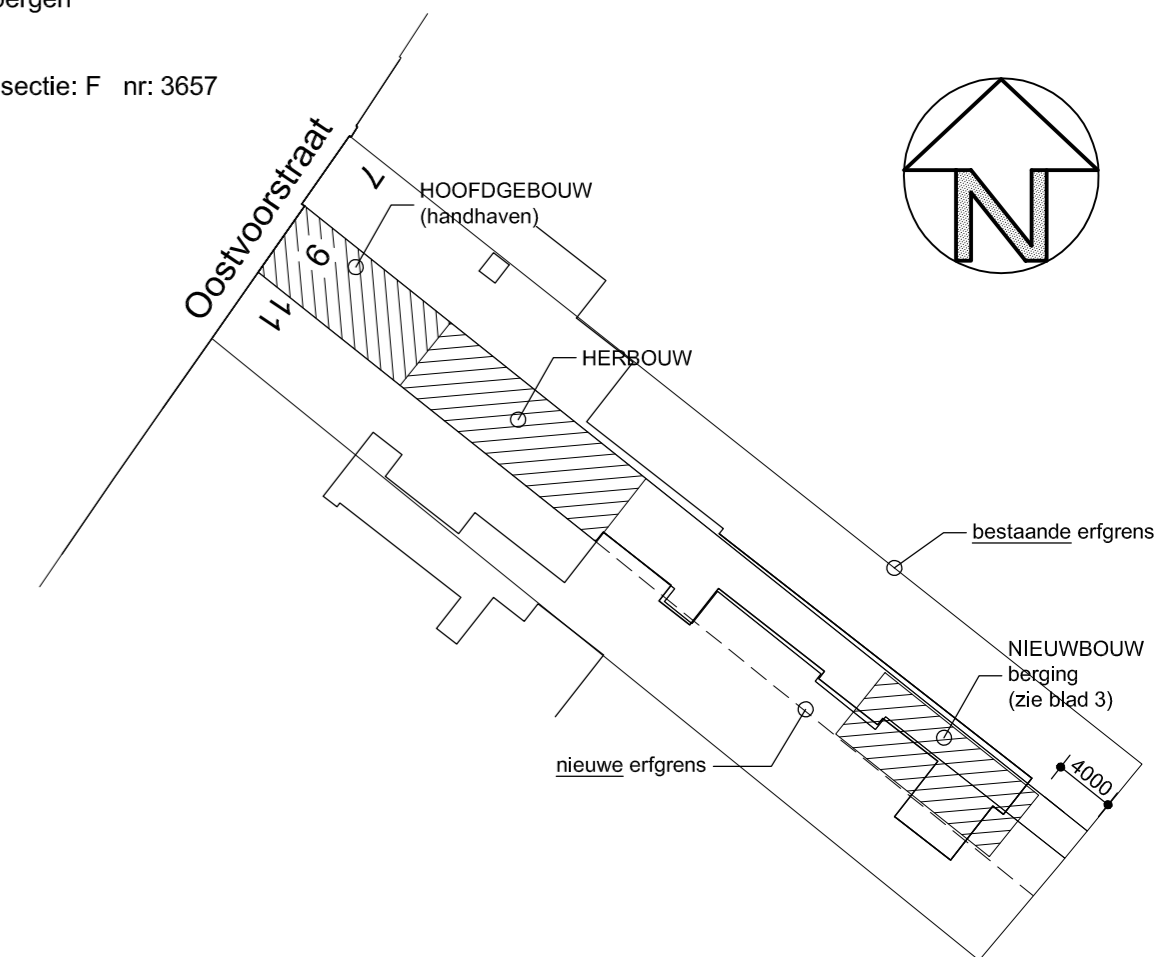 sectie: F nr: 3657
Oostvoorstraat
7
9
11
HOOFDGEBOUW
(handhaven)
HERBOUW
N
bestaande erfgrens
NIEUWBOUW
berging
(zie blad 3)
4000
nieuwe erfgrens